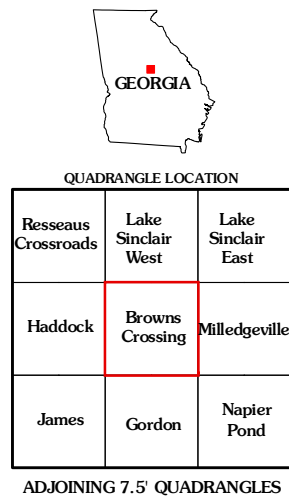 GEORGIA
QUADRANGLE LOCATION
Resseaus
Crossroads
Lake
Sinclair
West
Lake
Sinclair
East
Haddock
Browns
Crossing
Milledgeville
James
Gordon
Napier
Pond
ADJOINING 7.5' QUADRANGLES